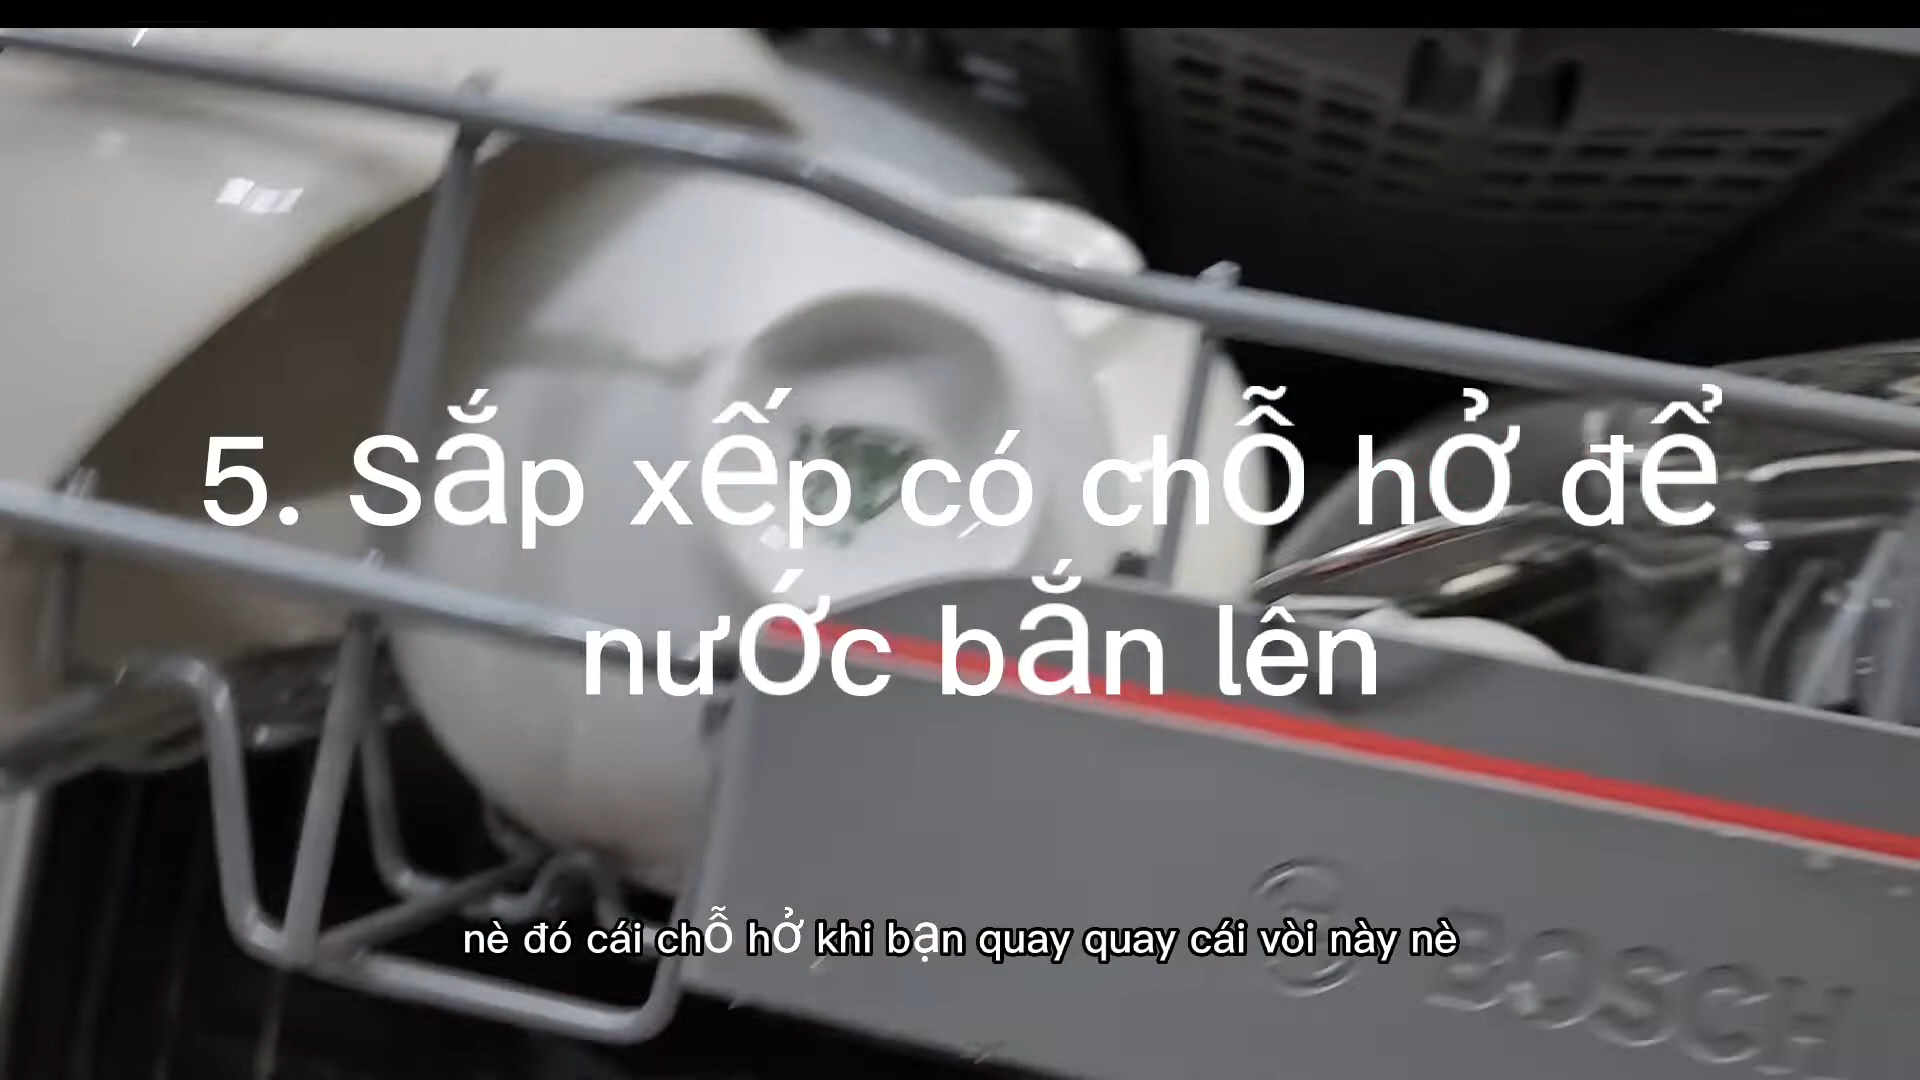 5. Sắp xếp có chỗ hở để
nước bắn lên
nè đó cái chỗ hở khi bạn quay quay cái vòi này nè
BOSCH